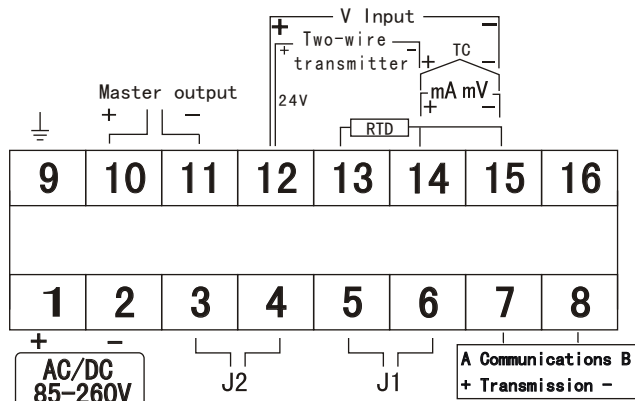 + V Input −
+ Two-wire − TC
transmitter + −
mA mV
Master output + −
+ − 24V
RTD
9 10 11 12 13 14 15 16
1 2 3 4 5 6 7 8
+ −
AC/DC
85-260V
J2 J1
A Communications B
+ Transmission −